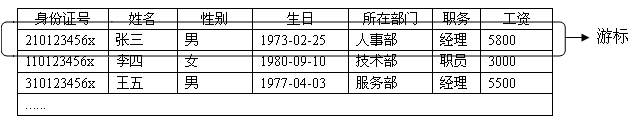 身份证号 姓名 性别 生日 所在部门 职务 工资
210123456x 张三 男 1973-02-25 人事部 经理 5800
游标
110123456x 李四 女 1980-09-10 技术部 职员 3000
310123456x 王五 男 1977-04-03 服务部 经理 5500
……